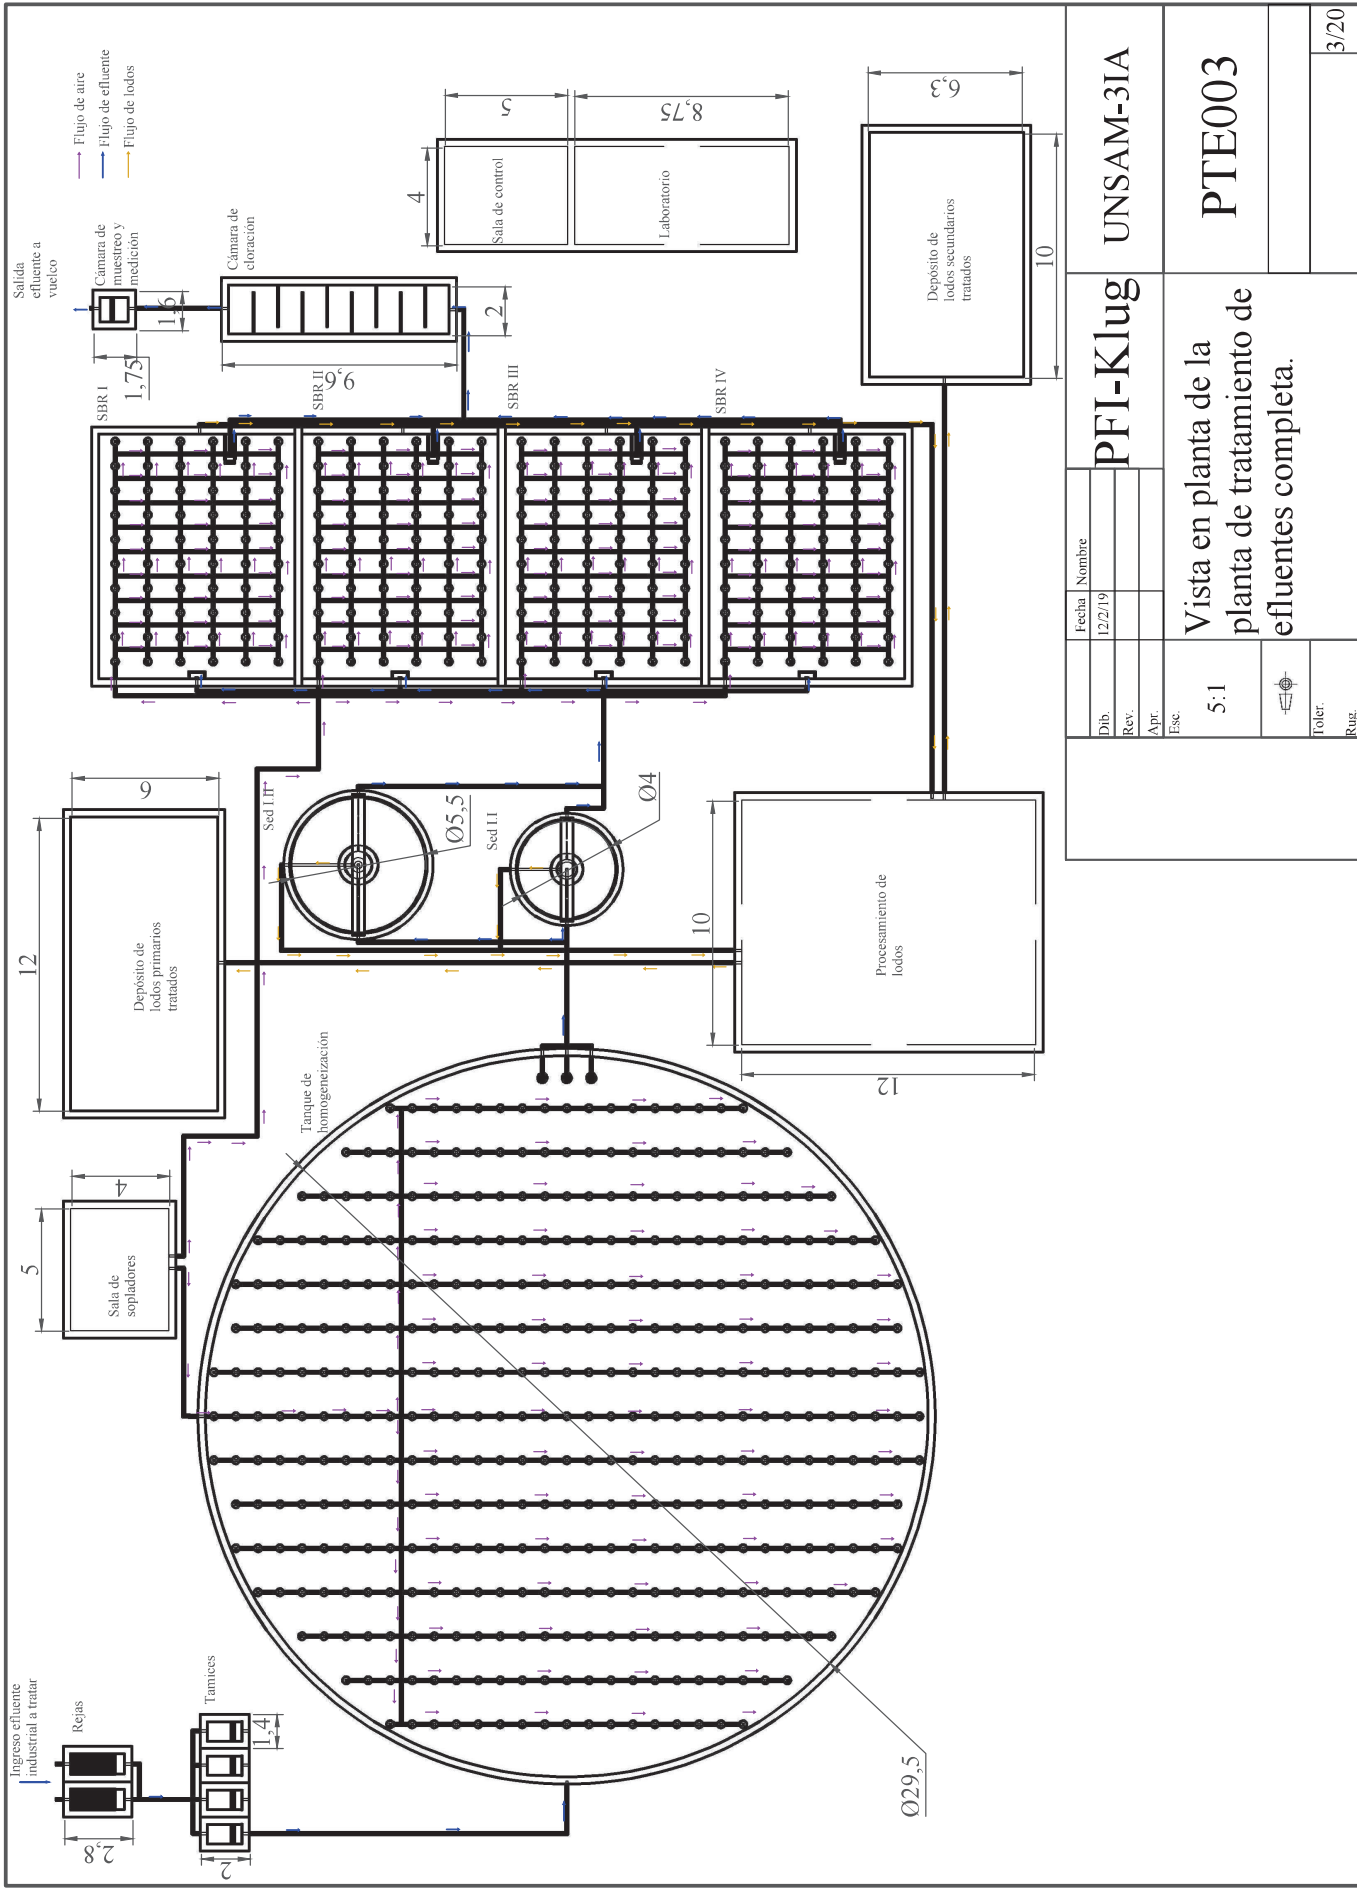 Salida
efluente a
vuelco
Flujo de aire
Flujo de efluente
Flujo de lodos
Cámara de
muestreo y
medición
1,6
1,75
Cámara de
cloración
9,6
2
4
5
Sala de control
Laboratorio
8,75
6,3
Depósito de
lodos secundarios
tratados
10
SBR I
SBR II
SBR III
SBR IV
12
6
Depósito de
lodos primarios
tratados
Sed I.II
Ø5,5
Sed I.I
Ø4
10
Procesamiento de
lodos
12
5
4
Sala de
sopladores
Tanque de
homogeneización
Ø29,5
Ingreso efluente
industrial a tratar
Rejas
2,8
Tamices
1,4
2
Fecha
Nombre
Dib.
12/2/19
Rev.
Apr.
PFI-Klug
UNSAM-3IA
Esc.
5:1
Vista en planta de la
planta de tratamiento de
efluentes completa.
PTE003
Toler.
Rug.
3/20